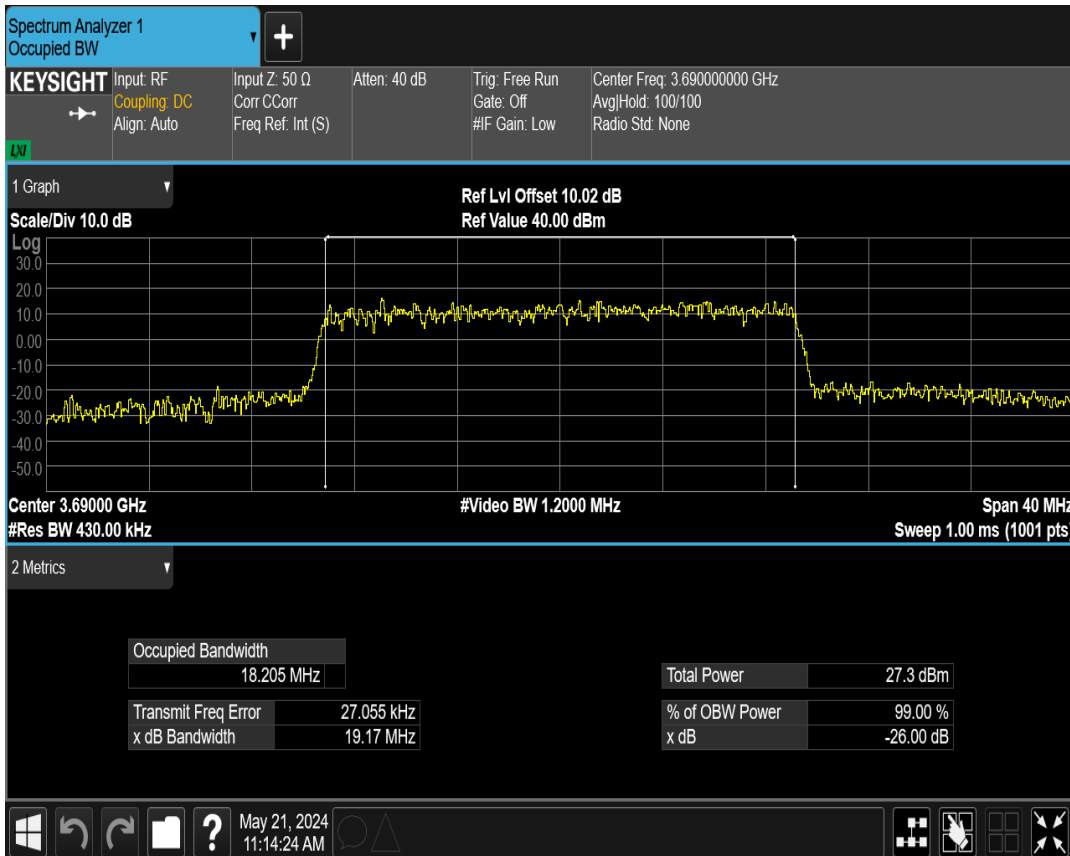 Spectrum Analyzer 1
Occupied BW
+
KEYSIGHT
Input: RF
Coupling: DC
Align: Auto
Input Z: 50 Ω
Corr CCorr
Freq Ref: Int (S)
Atten: 40 dB
Trig: Free Run
Gate: Off
#IF Gain: Low
Center Freq: 3.690000000 GHz
Avg|Hold: 100/100
Radio Std: None
LXI
1 Graph
Ref Lvl Offset 10.02 dB
Scale/Div 10.0 dB
Ref Value 40.00 dBm
Log
30.0
20.0
10.0
0.00
-10.0
-20.0
-30.0
-40.0
-50.0
Center 3.69000 GHz
#Video BW 1.2000 MHz
Span 40 MHz
#Res BW 430.00 kHz
Sweep 1.00 ms (1001 pts)
2 Metrics
Occupied Bandwidth
18.205 MHz
Total Power 27.3 dBm
Transmit Freq Error 27.055 kHz
% of OBW Power 99.00 %
x dB Bandwidth 19.17 MHz
x dB -26.00 dB
?
May 21, 2024
11:14:24 AM